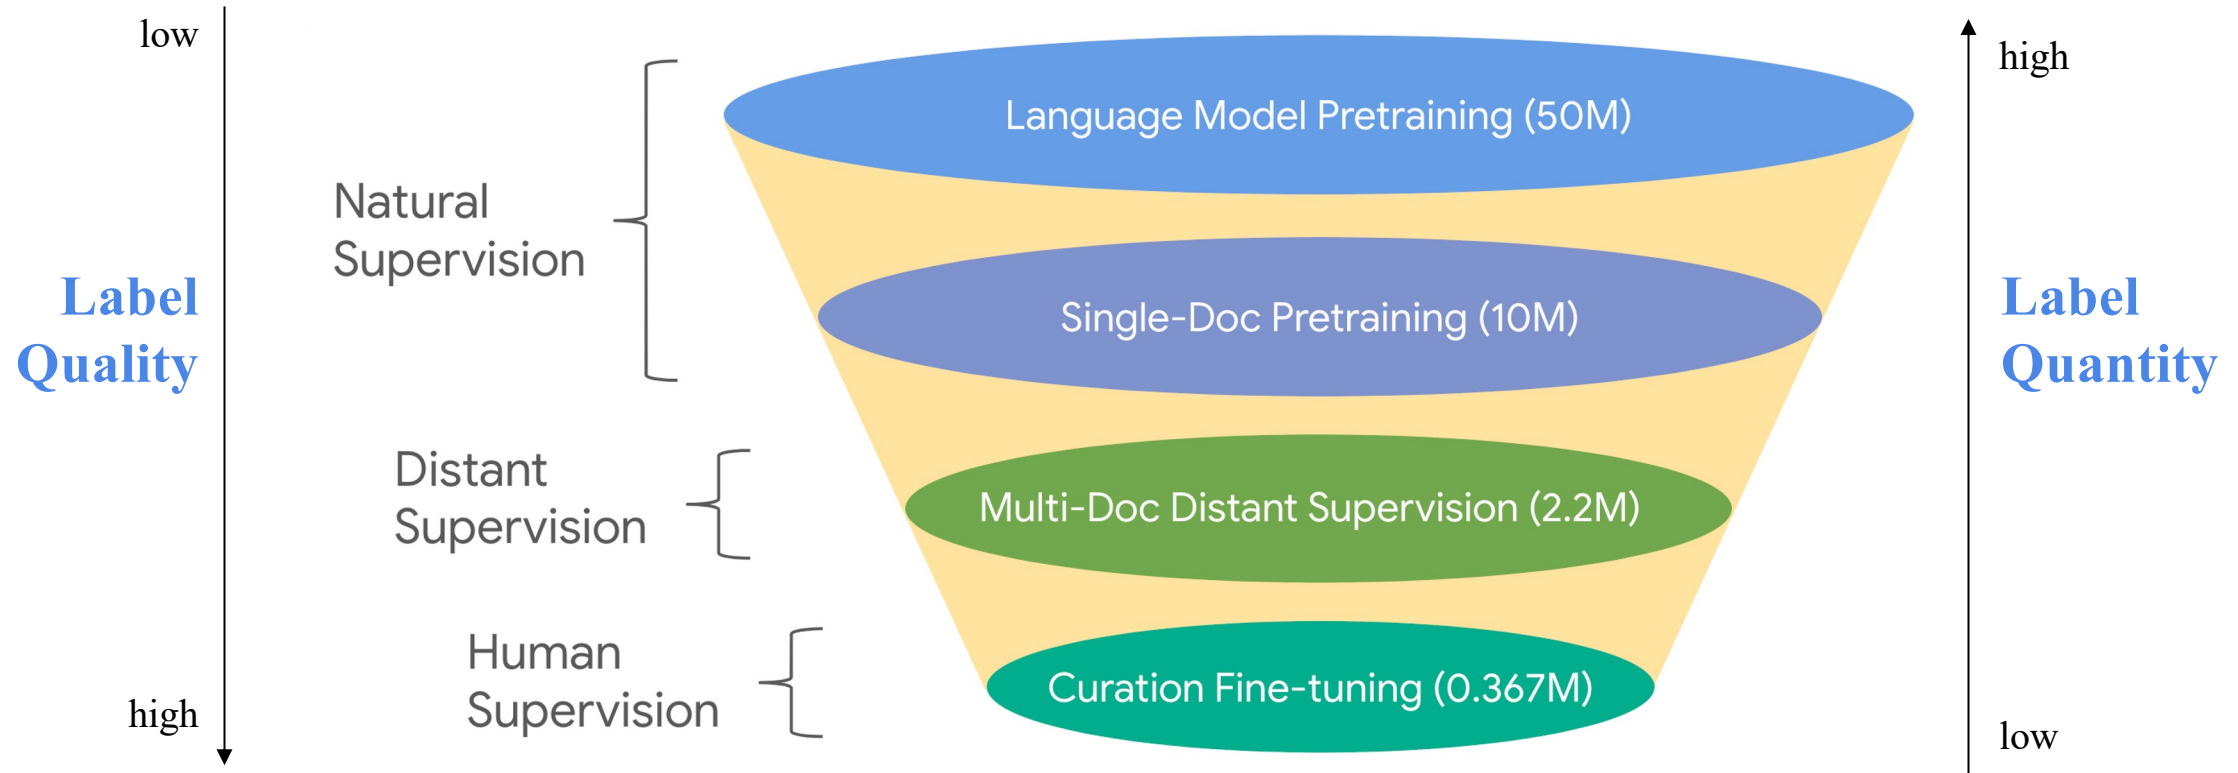 low
high
Language Model Pretraining (50M)
Natural
Supervision
Label
Quality
Single-Doc Pretraining (10M)
Label
Quantity
Distant
Supervision
Multi-Doc Distant Supervision (2.2M)
Human
Supervision
Curation Fine-tuning (0.367M)
high
low